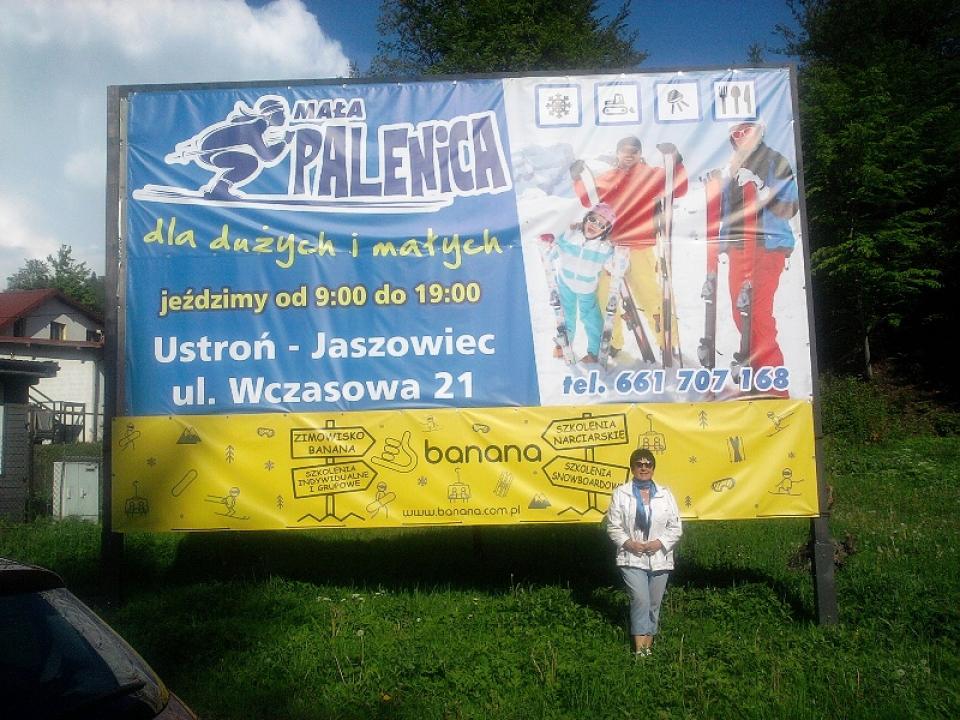 MAŁA
PALENICA
dla dużych i małych
jeździmy od 9:00 do 19:00
Ustroń - Jaszowiec
ul. Wczasowa 21
tel. 661 707 168
ZIMOWISKO
BANANA
SZKOLENIA
INDYWIDUALNE
I GRUPOWE
banana
www.banana.com.pl
SZKOLENIA
NARCIARSKIE
SZKOLENIA